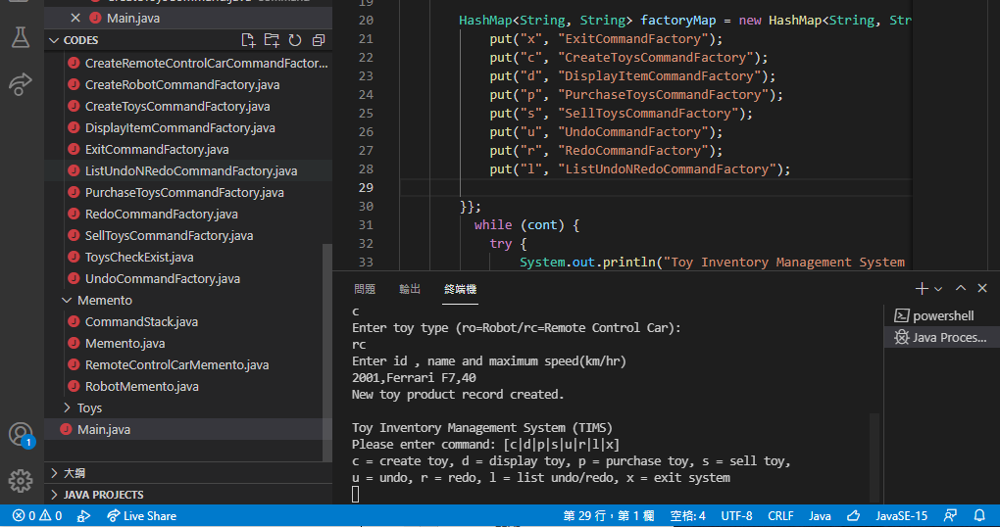 Main.java
CODES
CreateRemoteControlCarCommandFactor...
CreateRobotCommandFactory.java
CreateToysCommandFactory.java
DisplayItemCommandFactory.java
ExitCommandFactory.java
ListUndoNRedoCommandFactory.java
PurchaseToysCommandFactory.java
RedoCommandFactory.java
SellToysCommandFactory.java
ToysCheckExist.java
UndoCommandFactory.java
Memento
CommandStack.java
Memento.java
RemoteControlCarMemento.java
RobotMemento.java
Toys
Main.java
大綱
JAVA PROJECTS
19
20 HashMap<String, String> factoryMap = new HashMap<String, Str
21 put("x", "ExitCommandFactory");
22 put("c", "CreateToysCommandFactory");
23 put("d", "DisplayItemCommandFactory");
24 put("p", "PurchaseToysCommandFactory");
25 put("s", "SellToysCommandFactory");
26 put("u", "UndoCommandFactory");
27 put("r", "RedoCommandFactory");
28 put("l", "ListUndoNRedoCommandFactory");
29
30 }};
31 while (cont) {
32 try {
33 System.out.println("Toy Inventory Management System
問題 輸出 終端機
c
Enter toy type (ro=Robot/rc=Remote Control Car):
rc
Enter id , name and maximum speed(km/hr)
2001,Ferrari F7,40
New toy product record created.
Toy Inventory Management System (TIMS)
Please enter command: [c|d|p|s|u|r|l|x]
c = create toy, d = display toy, p = purchase toy, s = sell toy,
u = undo, r = redo, l = list undo/redo, x = exit system
powershell
Java Proces...
1
0 0 Live Share 第 29 行，第 1 欄 空格: 4 UTF-8 CRLF Java JavaSE-15